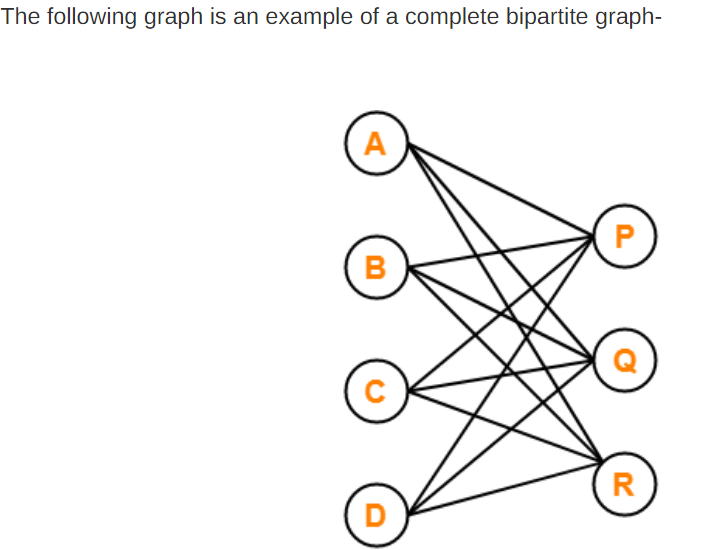 The following graph is an example of a complete bipartite graph-
A
P
B
Q
C
R
D